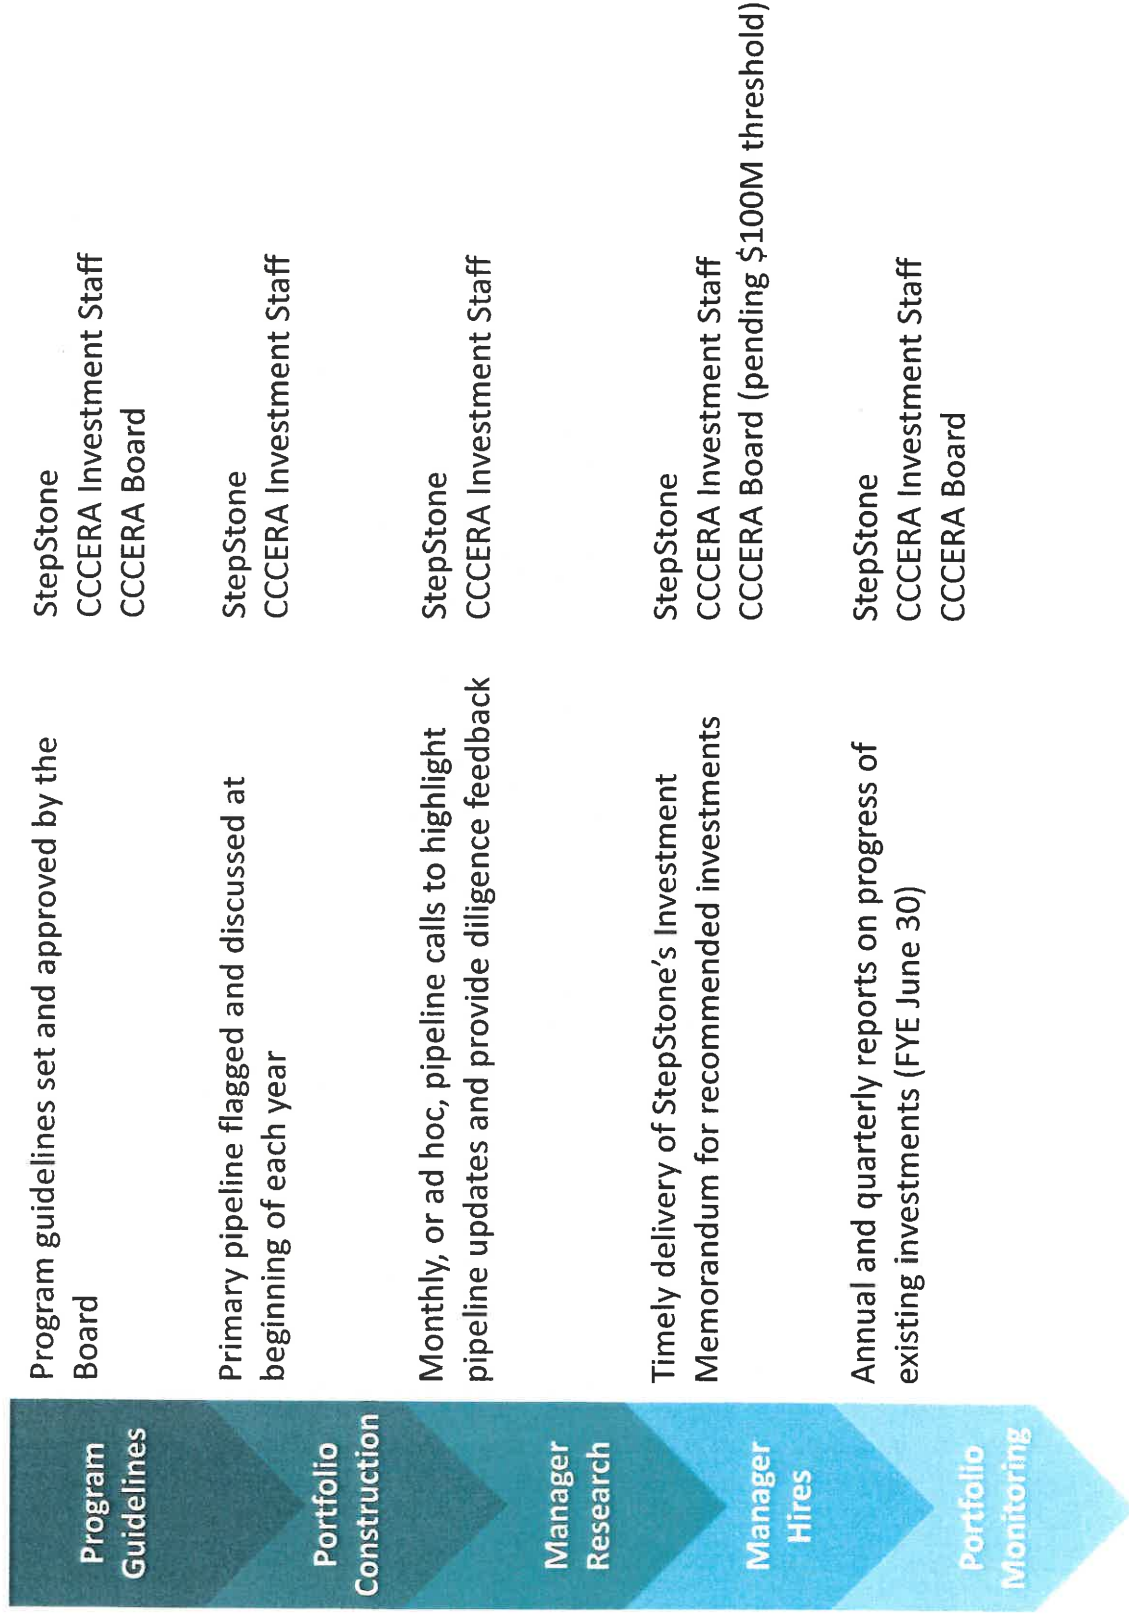 Program
Guidelines
Program guidelines set and approved by the
Board
StepStone
CCCERA Investment Staff
CCCERA Board
Portfolio
Construction
Primary pipeline flagged and discussed at
beginning of each year
StepStone
CCCERA Investment Staff
Manager
Research
Monthly, or ad hoc, pipeline calls to highlight
pipeline updates and provide diligence feedback
StepStone
CCCERA Investment Staff
Manager
Hires
Timely delivery of StepStone's Investment
Memorandum for recommended investments
StepStone
CCCERA Investment Staff
CCCERA Board (pending $100M threshold)
Portfolio
Monitoring
Annual and quarterly reports on progress of
existing investments (FYE June 30)
StepStone
CCCERA Investment Staff
CCCERA Board